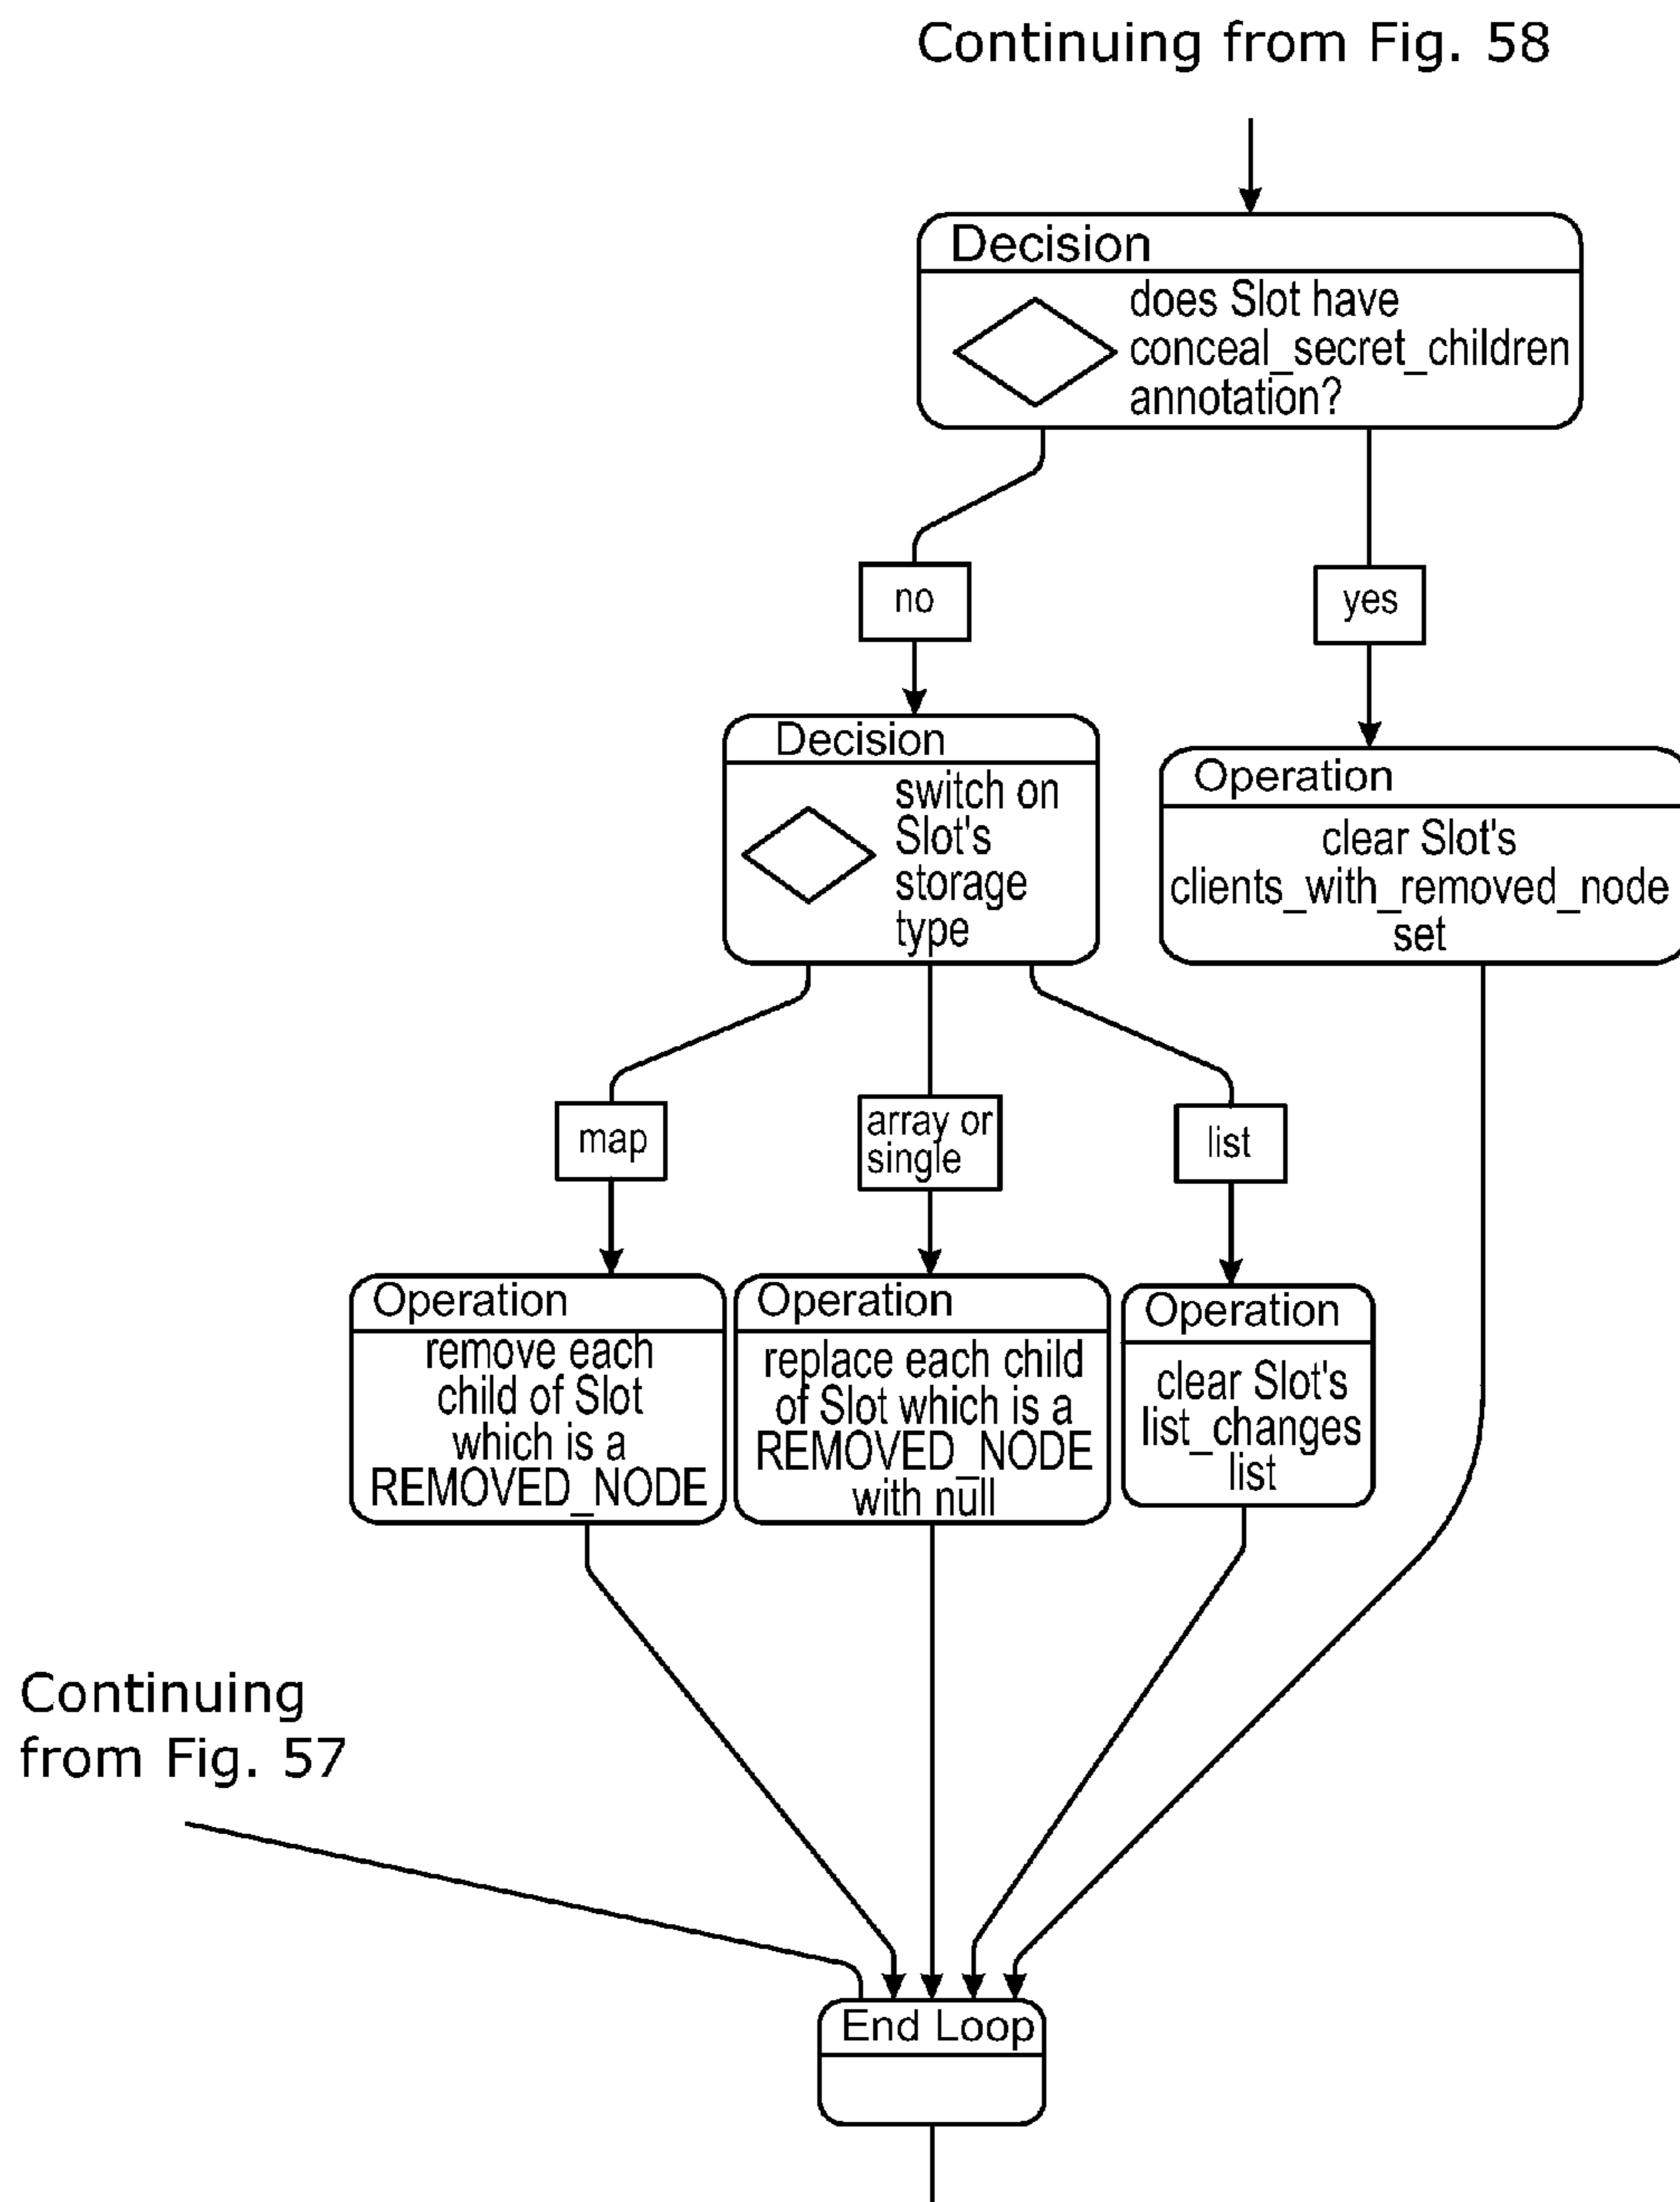 Continuing from Fig. 58
Decision
does Slot have
conceal_secret_children
annotation?
no
yes
Decision
switch on
Slot's
storage
type
Operation
clear Slot's
clients_with_removed_node
set
map
array or
single
list
Operation
remove each
child of Slot
which is a
REMOVED_NODE
Operation
replace each child
of Slot which is a
REMOVED_NODE
with null
Operation
clear Slot's
list_changes
list
Continuing
from Fig. 57
End Loop